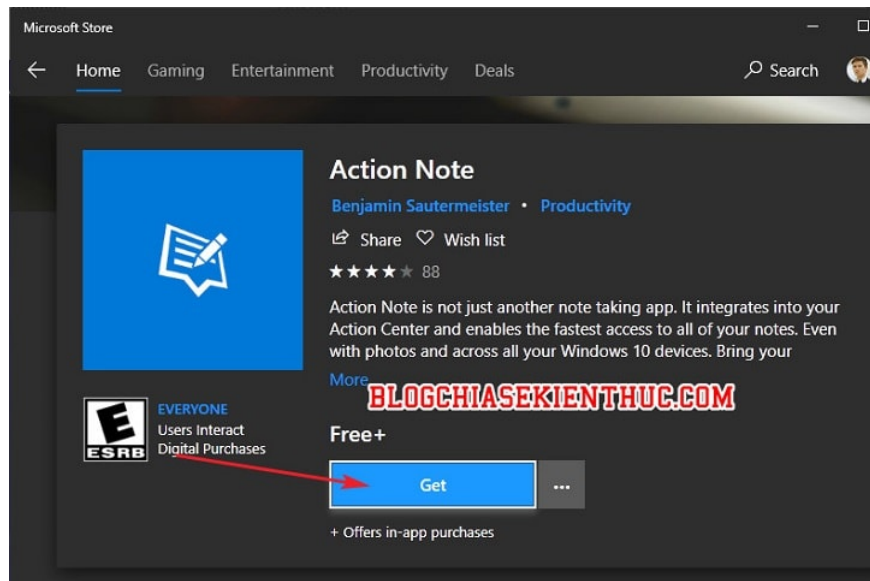 Microsoft Store
Home Gaming Entertainment Productivity Deals Search
Action Note
Benjamin Sautermeister • Productivity
Share Wish list
88
Action Note is not just another note taking app. It integrates into your
Action Center and enables the fastest access to all of your notes. Even
with photos and across all your Windows 10 devices. Bring your
More
BLOGCHIASEKIENTHUC.COM
E
ESRB
EVERYONE
Users Interact
Digital Purchases
Free+
Get ...
+ Offers in-app purchases